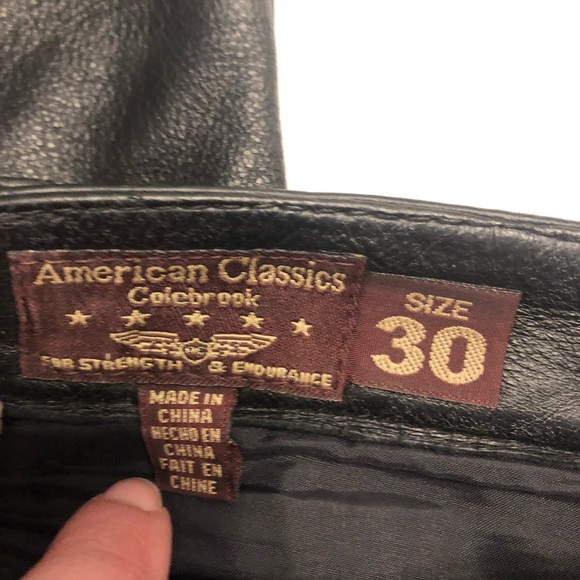 American Classics
Colebrook
FOR STRENGTH & ENDURANCE
SIZE
30
MADE IN
CHINA
HECHO EN
CHINA
FAIT EN
CHINE